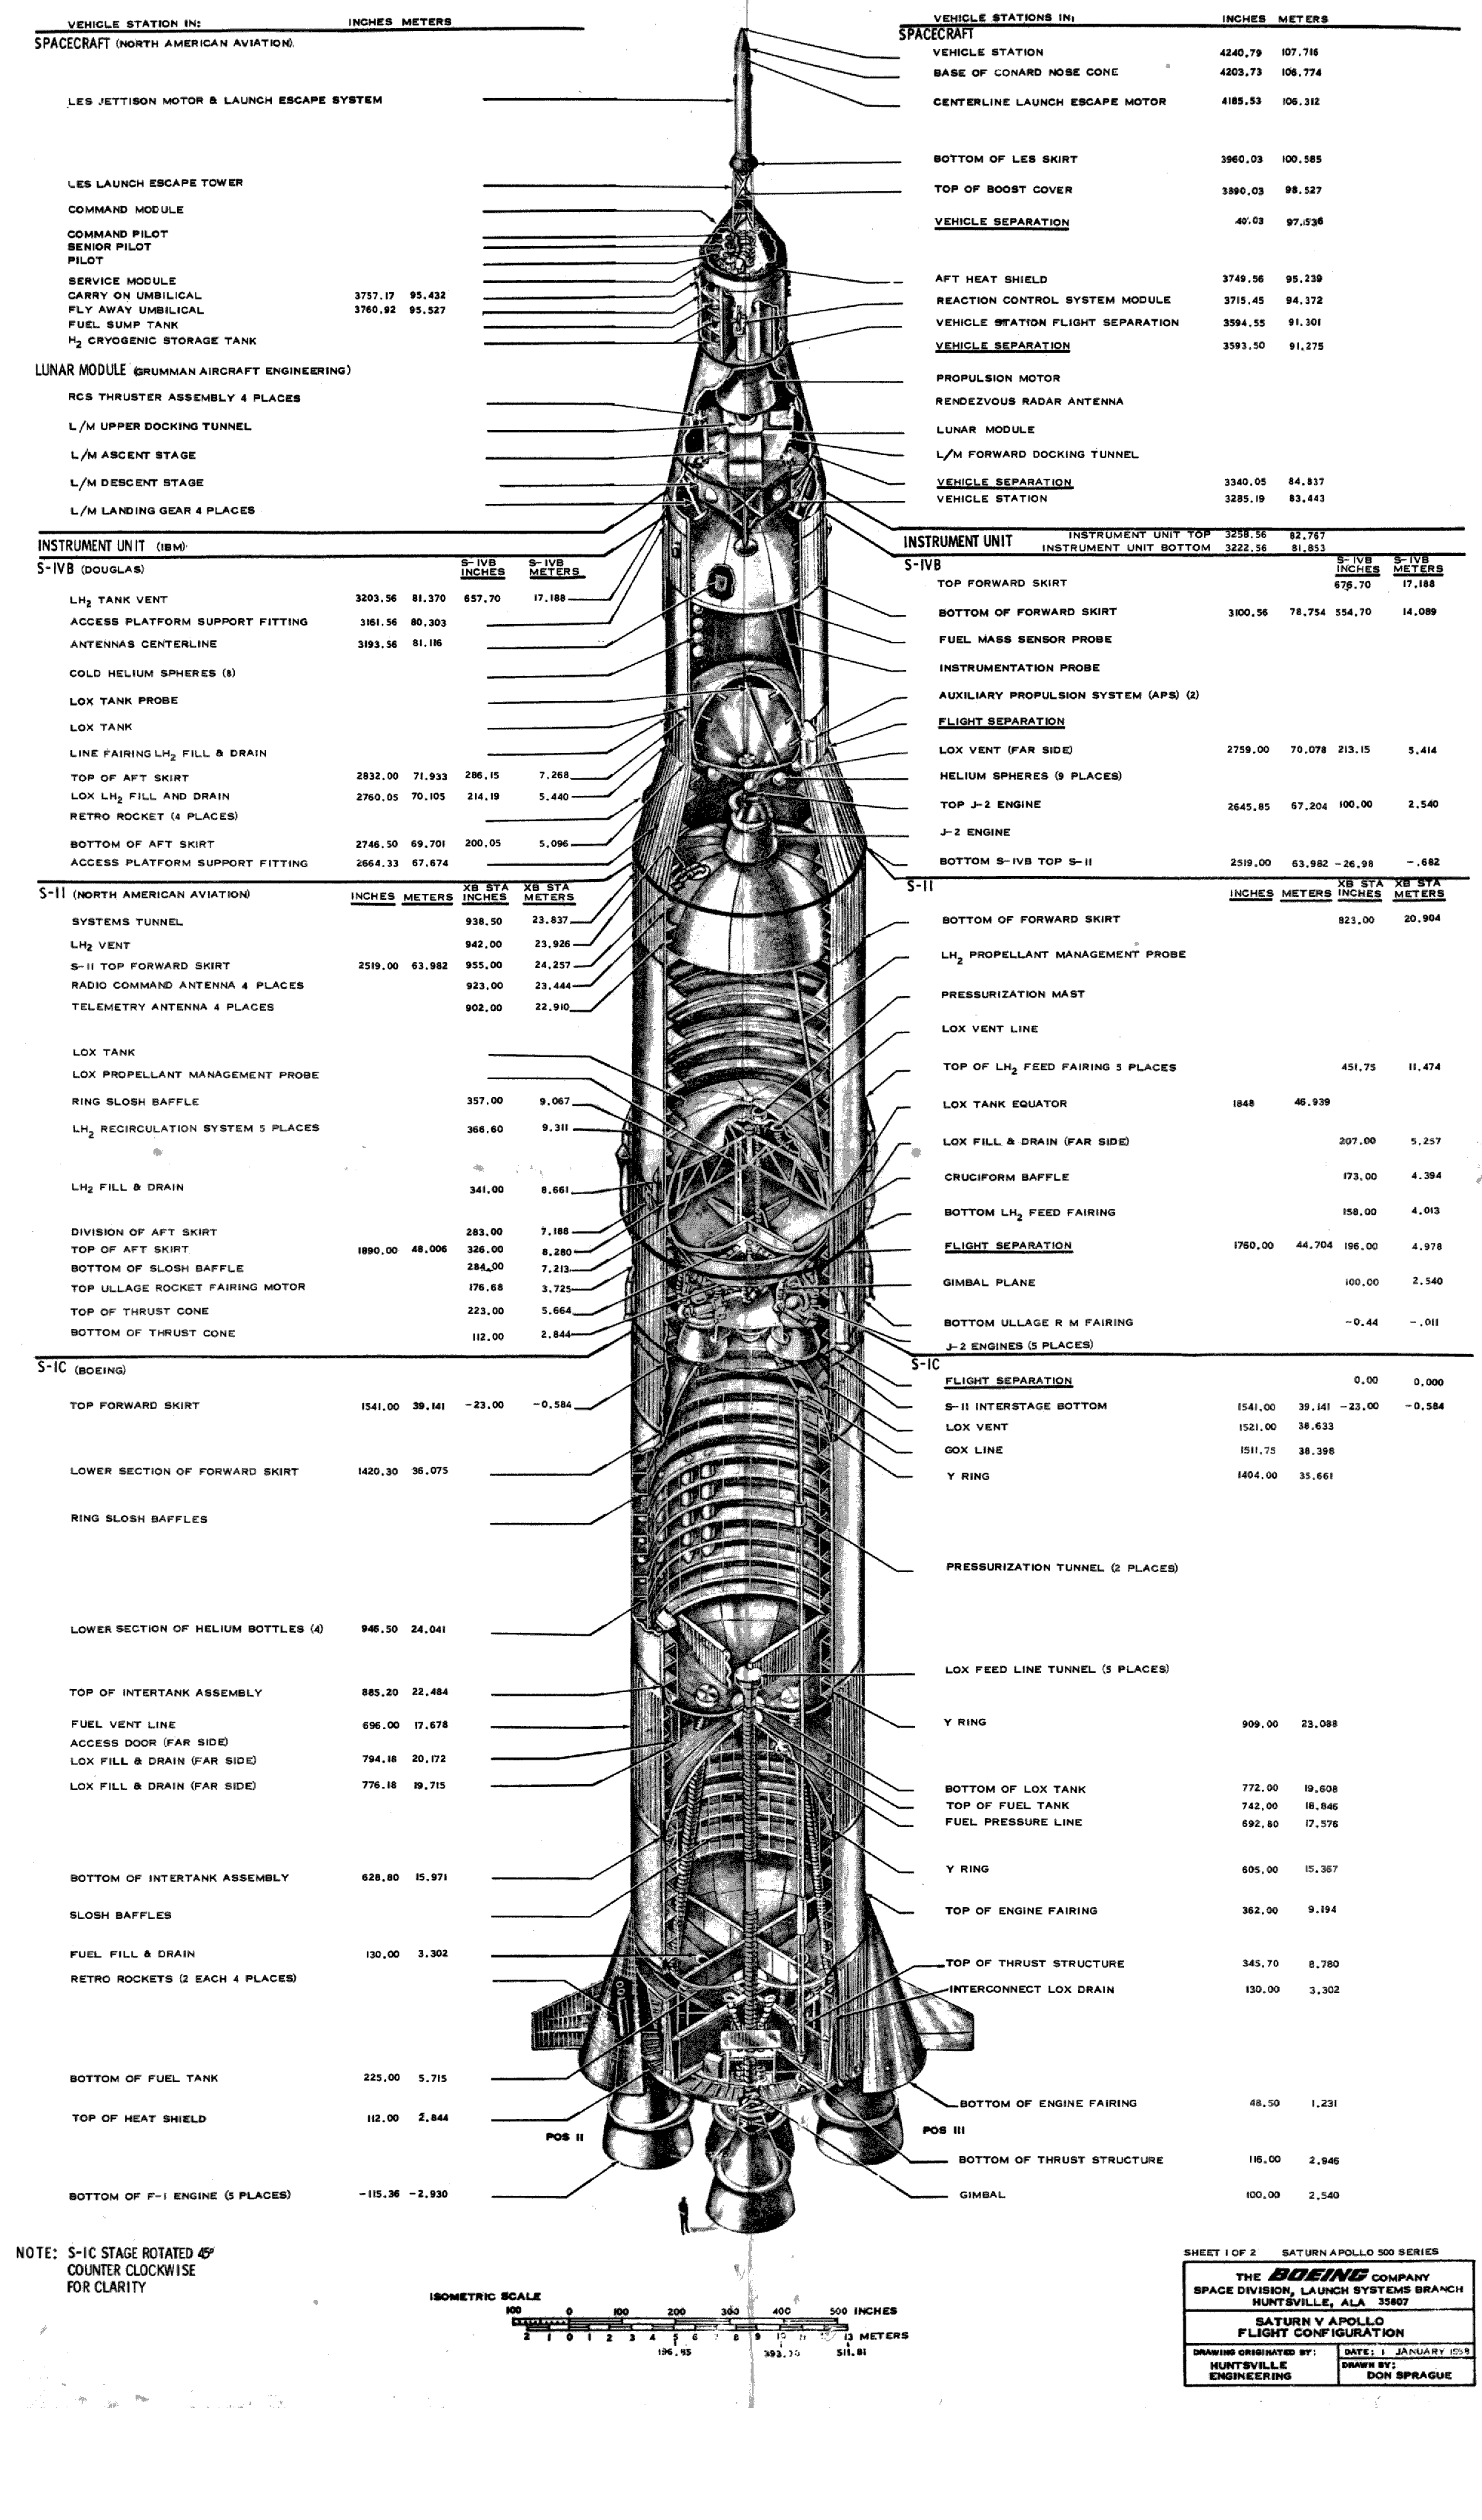 VEHICLE STATION IN: INCHES METERS
SPACECRAFT (NORTH AMERICAN AVIATION).
LES JETTISON MOTOR & LAUNCH ESCAPE SYSTEM
LES LAUNCH ESCAPE TOWER
COMMAND MODULE
COMMAND PILOT
SENIOR PILOT
PILOT
SERVICE MODULE
CARRY ON UMBILICAL 3757.17 95.432
FLY AWAY UMBILICAL 3760.92 95.527
FUEL SUMP TANK
H2 CRYOGENIC STORAGE TANK
LUNAR MODULE (GRUMMAN AIRCRAFT ENGINEERING)
RCS THRUSTER ASSEMBLY 4 PLACES
L/M UPPER DOCKING TUNNEL
L/M ASCENT STAGE
L/M DESCENT STAGE
L/M LANDING GEAR 4 PLACES
INSTRUMENT UNIT (IBM)
S-IVB (DOUGLAS) S-IVB INCHES S-IVB METERS
LH2 TANK VENT 3203.56 81.370 657.70 17.188
ACCESS PLATFORM SUPPORT FITTING 3161.56 80.303
ANTENNAS CENTERLINE 3193.56 81.116
COLD HELIUM SPHERES (8)
LOX TANK PROBE
LOX TANK
LINE FAIRING LH2 FILL & DRAIN
TOP OF AFT SKIRT 2832.00 71.933 286.15 7.268
LOX LH2 FILL AND DRAIN 2760.05 70.105 214.19 5.440
RETRO ROCKET (4 PLACES)
BOTTOM OF AFT SKIRT 2746.50 69.701 200.05 5.096
ACCESS PLATFORM SUPPORT FITTING 2664.33 67.674
S-II (NORTH AMERICAN AVIATION) INCHES METERS XB STA INCHES XB STA METERS
SYSTEMS TUNNEL 938.50 23.837
LH2 VENT 942.00 23.926
S-II TOP FORWARD SKIRT 2519.00 63.982 955.00 24.257
RADIO COMMAND ANTENNA 4 PLACES 923.00 23.444
TELEMETRY ANTENNA 4 PLACES 902.00 22.910
LOX TANK
LOX PROPELLANT MANAGEMENT PROBE
RING SLOSH BAFFLE 357.00 9.067
LH2 RECIRCULATION SYSTEM 5 PLACES 366.60 9.311
LH2 FILL & DRAIN 341.00 8.661
DIVISION OF AFT SKIRT 283.00 7.188
TOP OF AFT SKIRT 1890.00 48.006 326.00 8.280
BOTTOM OF SLOSH BAFFLE 284.00 7.213
TOP ULLAGE ROCKET FAIRING MOTOR 176.68 3.725
TOP OF THRUST CONE 223.00 5.664
BOTTOM OF THRUST CONE 112.00 2.844
S-IC (BOEING)
TOP FORWARD SKIRT 1541.00 39.141 -23.00 -0.584
LOWER SECTION OF FORWARD SKIRT 1420.30 36.075
RING SLOSH BAFFLES
LOWER SECTION OF HELIUM BOTTLES (4) 946.50 24.041
TOP OF INTERTANK ASSEMBLY 885.20 22.484
FUEL VENT LINE 696.00 17.678
ACCESS DOOR (FAR SIDE)
LOX FILL & DRAIN (FAR SIDE) 794.18 20.172
LOX FILL & DRAIN (FAR SIDE) 776.18 19.715
BOTTOM OF INTERTANK ASSEMBLY 628.80 15.971
SLOSH BAFFLES
FUEL FILL & DRAIN 130.00 3.302
RETRO ROCKETS (2 EACH 4 PLACES)
BOTTOM OF FUEL TANK 225.00 5.715
TOP OF HEAT SHIELD 112.00 2.844
POS II
BOTTOM OF F-1 ENGINE (5 PLACES) -115.36 -2.930
NOTE: S-IC STAGE ROTATED 45°
COUNTER CLOCKWISE
FOR CLARITY
VEHICLE STATIONS IN: INCHES METERS
SPACECRAFT
VEHICLE STATION 4240.79 107.716
BASE OF CONARD NOSE CONE 4203.73 106.774
CENTERLINE LAUNCH ESCAPE MOTOR 4185.53 106.312
BOTTOM OF LES SKIRT 3960.03 100.585
TOP OF BOOST COVER 3890.03 98.527
VEHICLE SEPARATION 40.03 97.536
AFT HEAT SHIELD 3749.56 95.239
REACTION CONTROL SYSTEM MODULE 3715.45 94.372
VEHICLE STATION FLIGHT SEPARATION 3594.55 91.301
VEHICLE SEPARATION 3593.50 91.275
PROPULSION MOTOR
RENDEZVOUS RADAR ANTENNA
LUNAR MODULE
L/M FORWARD DOCKING TUNNEL
VEHICLE SEPARATION 3340.05 84.837
VEHICLE STATION 3285.19 83.443
INSTRUMENT UNIT INSTRUMENT UNIT TOP 3258.56 82.767
INSTRUMENT UNIT BOTTOM 3222.56 81.853
S-IVB S-IVB INCHES S-IVB METERS
TOP FORWARD SKIRT 676.70 17.188
BOTTOM OF FORWARD SKIRT 3100.56 78.754 554.70 14.089
FUEL MASS SENSOR PROBE
INSTRUMENTATION PROBE
AUXILIARY PROPULSION SYSTEM (APS) (2)
FLIGHT SEPARATION
LOX VENT (FAR SIDE) 2759.00 70.078 213.15 5.414
HELIUM SPHERES (9 PLACES)
TOP J-2 ENGINE 2645.85 67.204 100.00 2.540
J-2 ENGINE
BOTTOM S-IVB TOP S-II 2519.00 63.982 -26.98 -.682
S-II INCHES METERS XB STA INCHES XB STA METERS
BOTTOM OF FORWARD SKIRT 823.00 20.904
LH2 PROPELLANT MANAGEMENT PROBE
PRESSURIZATION MAST
LOX VENT LINE
TOP OF LH2 FEED FAIRING 5 PLACES 451.75 11.474
LOX TANK EQUATOR 1848 46.939
LOX FILL & DRAIN (FAR SIDE) 207.00 5.257
CRUCIFORM BAFFLE 173.00 4.394
BOTTOM LH2 FEED FAIRING 158.00 4.013
FLIGHT SEPARATION 1760.00 44.704 196.00 4.978
GIMBAL PLANE 100.00 2.540
BOTTOM ULLAGE R M FAIRING -0.44 -.011
J-2 ENGINES (5 PLACES)
S-IC
FLIGHT SEPARATION 0.00 0.000
S-II INTERSTAGE BOTTOM 1541.00 39.141 -23.00 -0.584
LOX VENT 1521.00 38.633
GOX LINE 1511.75 38.398
Y RING 1404.00 35.661
PRESSURIZATION TUNNEL (2 PLACES)
LOX FEED LINE TUNNEL (5 PLACES)
Y RING 909.00 23.088
BOTTOM OF LOX TANK 772.00 19.608
TOP OF FUEL TANK 742.00 18.846
FUEL PRESSURE LINE 692.80 17.576
Y RING 605.00 15.367
TOP OF ENGINE FAIRING 362.00 9.194
TOP OF THRUST STRUCTURE 345.70 8.780
INTERCONNECT LOX DRAIN 130.00 3.302
BOTTOM OF ENGINE FAIRING 48.50 1.231
POS III
BOTTOM OF THRUST STRUCTURE 116.00 2.946
GIMBAL 100.00 2.540
ISOMETRIC SCALE
100 0 100 200 300 400 500 INCHES
2 1 0 1 2 3 4 5 6 7 8 9 13 METERS
196.85 511.81
SHEET 1 OF 2 SATURN APOLLO 500 SERIES
THE BOEING COMPANY
SPACE DIVISION, LAUNCH SYSTEMS BRANCH
HUNTSVILLE, ALA 35807
SATURN V APOLLO
FLIGHT CONFIGURATION
DRAWING ORIGINATED BY:
HUNTSVILLE
ENGINEERING
DATE: 1 JANUARY
DRAWN BY:
DON SPRAGUE